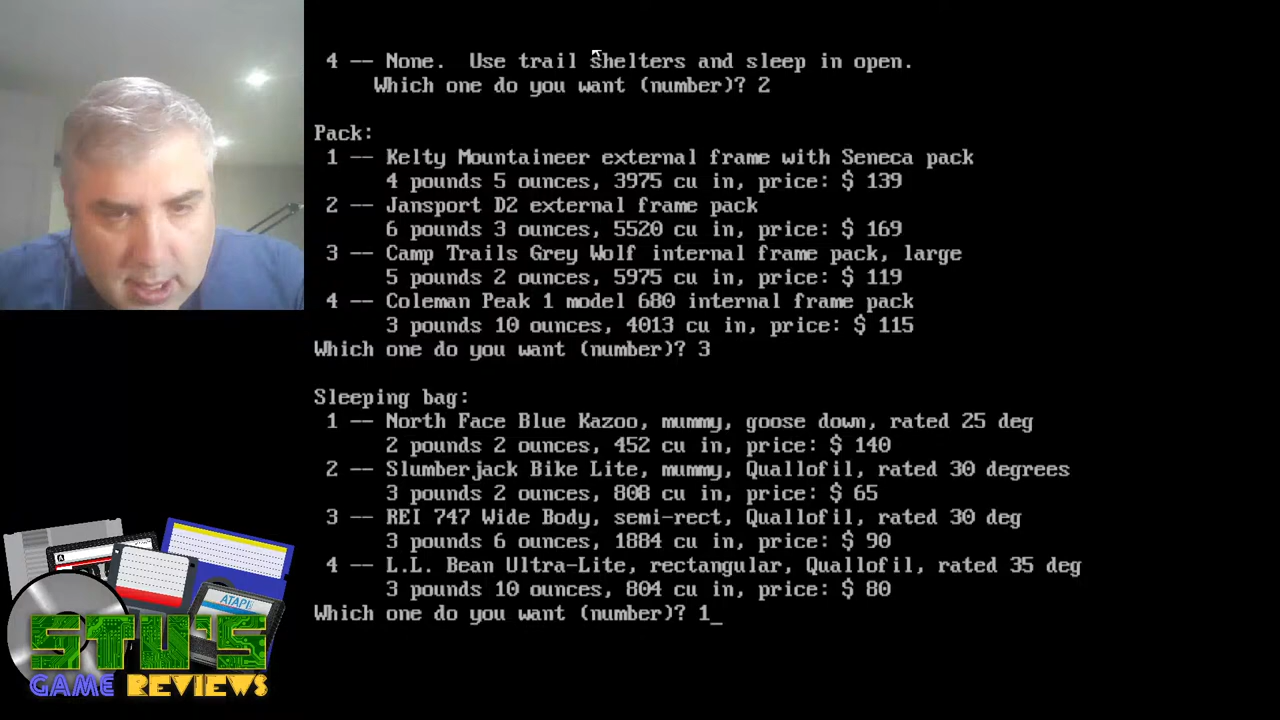 4 -- None.  Use trail shelters and sleep in open.
Which one do you want (number)? 2
Pack:
1 -- Kelty Mountaineer external frame with Seneca pack
4 pounds 5 ounces, 3975 cu in, price: $ 139
2 -- Jansport D2 external frame pack
6 pounds 3 ounces, 5520 cu in, price: $ 169
3 -- Camp Trails Grey Wolf internal frame pack, large
5 pounds 2 ounces, 5975 cu in, price: $ 119
4 -- Coleman Peak 1 model 680 internal frame pack
3 pounds 10 ounces, 4013 cu in, price: $ 115
Which one do you want (number)? 3
Sleeping bag:
1 -- North Face Blue Kazoo, mummy, goose down, rated 25 deg
2 pounds 2 ounces, 452 cu in, price: $ 140
2 -- Slumberjack Bike Lite, mummy, Quallofil, rated 30 degrees
3 pounds 2 ounces, 808 cu in, price: $ 65
3 -- REI 747 Wide Body, semi-rect, Quallofil, rated 30 deg
3 pounds 6 ounces, 1884 cu in, price: $ 90
4 -- L.L. Bean Ultra-Lite, rectangular, Quallofil, rated 35 deg
3 pounds 10 ounces, 804 cu in, price: $ 80
Which one do you want (number)? 1_
A
ATAPI
STU'S
GAME REVIEWS